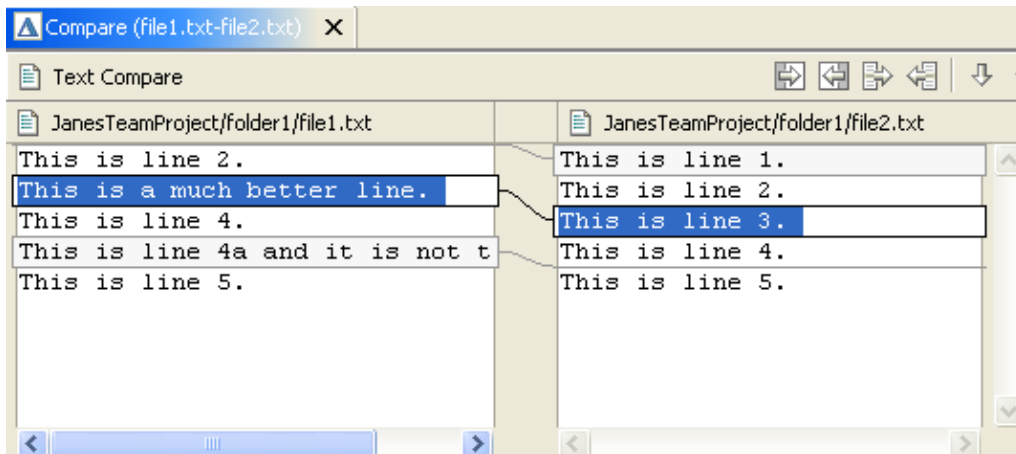 Compare (file1.txt-file2.txt)
Text Compare
JanesTeamProject/folder1/file1.txt
This is line 2.
This is a much better line.
This is line 4.
This is line 4a and it is not t
This is line 5.
JanesTeamProject/folder1/file2.txt
This is line 1.
This is line 2.
This is line 3.
This is line 4.
This is line 5.